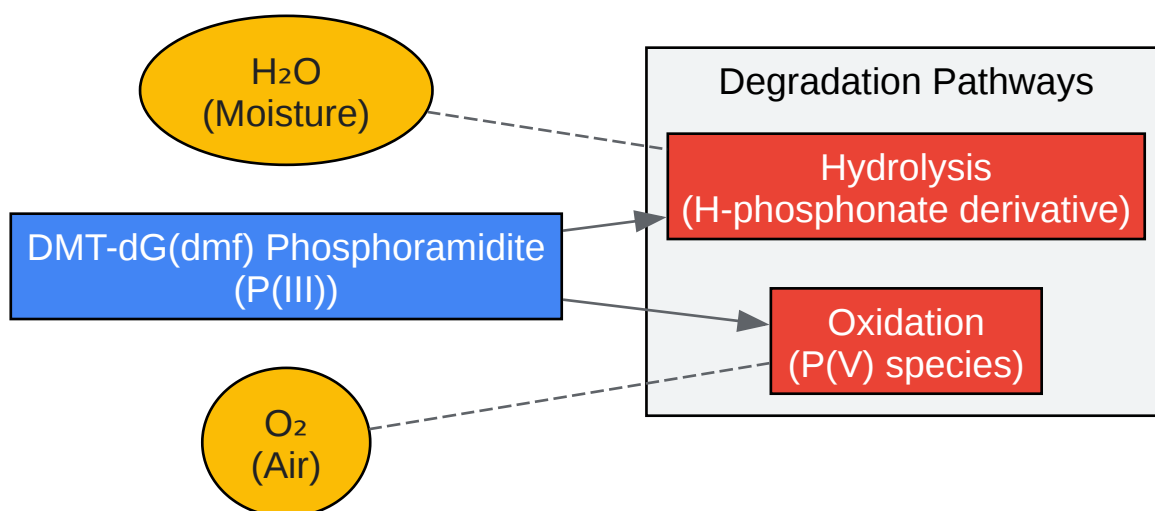 H₂O
(Moisture)
Degradation Pathways
Hydrolysis
(H-phosphonate derivative)
DMT-dG(dmf) Phosphoramidite
(P(III))
Oxidation
(P(V) species)
O₂
(Air)